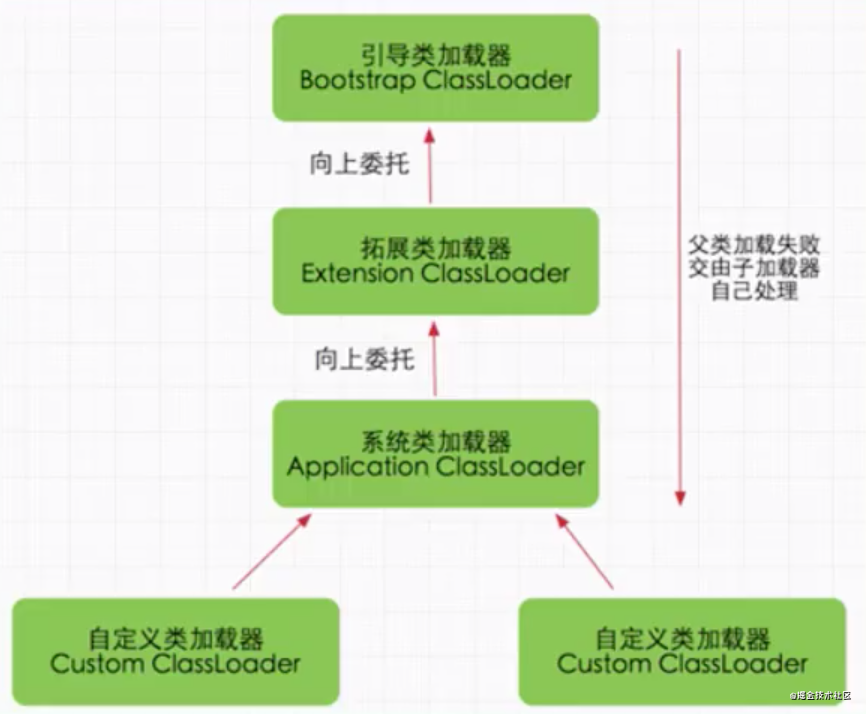 引导类加载器
Bootstrap ClassLoader
向上委托
拓展类加载器
Extension ClassLoader
父类加载失败
交由子加载器
自己处理
向上委托
系统类加载器
Application ClassLoader
自定义类加载器
Custom ClassLoader
自定义类加载器
Custom ClassLoader
@掘金技术社区